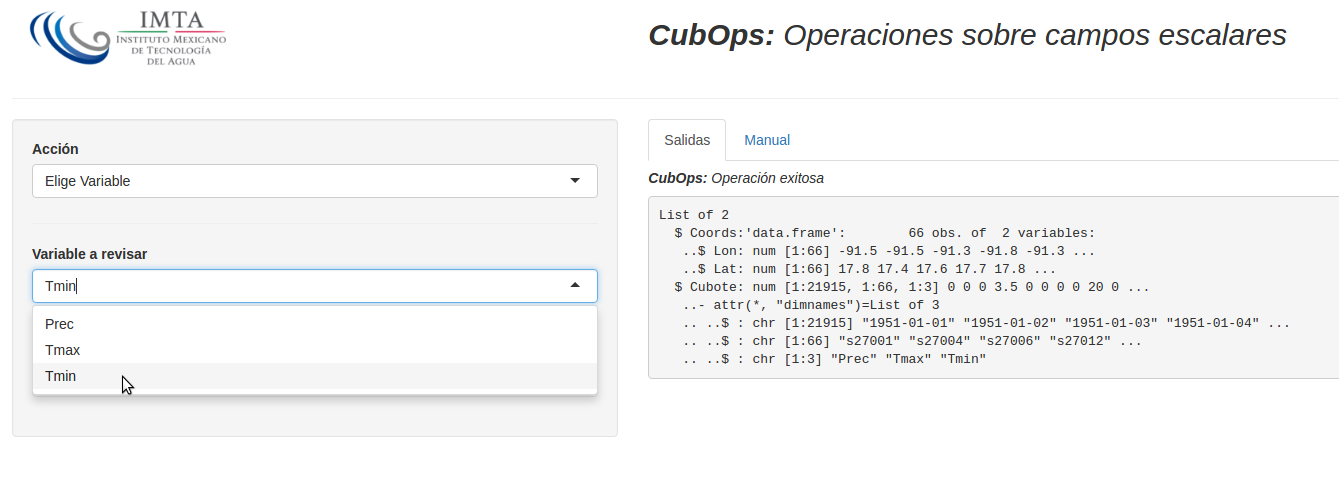 IMTA
INSTITUTO MEXICANO
DE TECNOLOGÍA
DEL AGUA
CubOps: Operaciones sobre campos escalares
Acción
Elige Variable
Variable a revisar
Tmin
Prec
Tmax
Tmin
Salidas
Manual
CubOps: Operación exitosa
List of 2
$ Coords:'data.frame': 66 obs. of 2 variables:
..$ Lon: num [1:66] -91.5 -91.5 -91.3 -91.8 -91.3 ...
..$ Lat: num [1:66] 17.8 17.4 17.6 17.7 17.8 ...
$ Cubote: num [1:21915, 1:66, 1:3] 0 0 0 3.5 0 0 0 0 20 0 ...
..- attr(*, "dimnames")=List of 3
.. ..$ : chr [1:21915] "1951-01-01" "1951-01-02" "1951-01-03" "1951-01-04" ...
.. ..$ : chr [1:66] "s27001" "s27004" "s27006" "s27012" ...
.. ..$ : chr [1:3] "Prec" "Tmax" "Tmin"